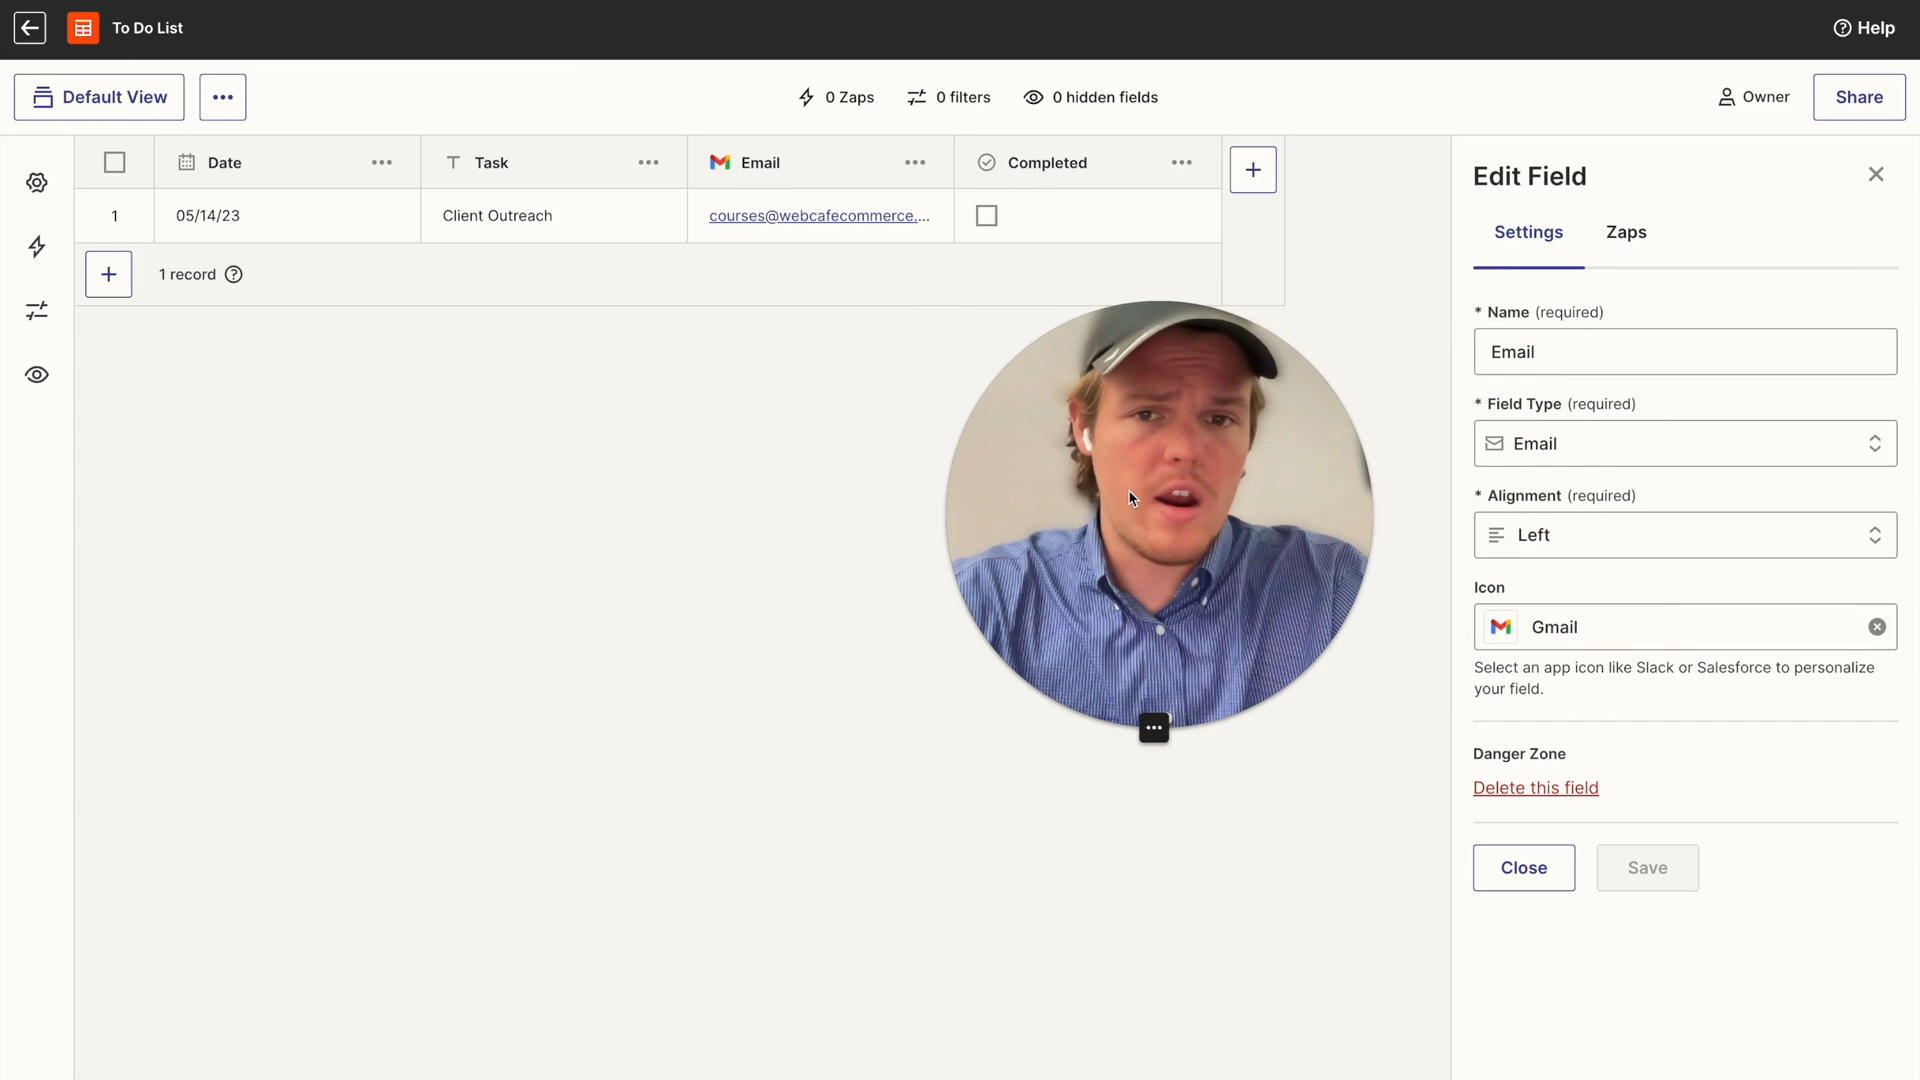 To Do List
Help
Default View
0 Zaps
0 filters
0 hidden fields
Owner
Share
Date
Task
Email
Completed
1
05/14/23
Client Outreach
courses@webcafecommerce....
1 record
Edit Field
Settings
Zaps
* Name (required)
Email
* Field Type (required)
Email
* Alignment (required)
Left
Icon
Gmail
Select an app icon like Slack or Salesforce to personalize
your field.
Danger Zone
Delete this field
Close
Save